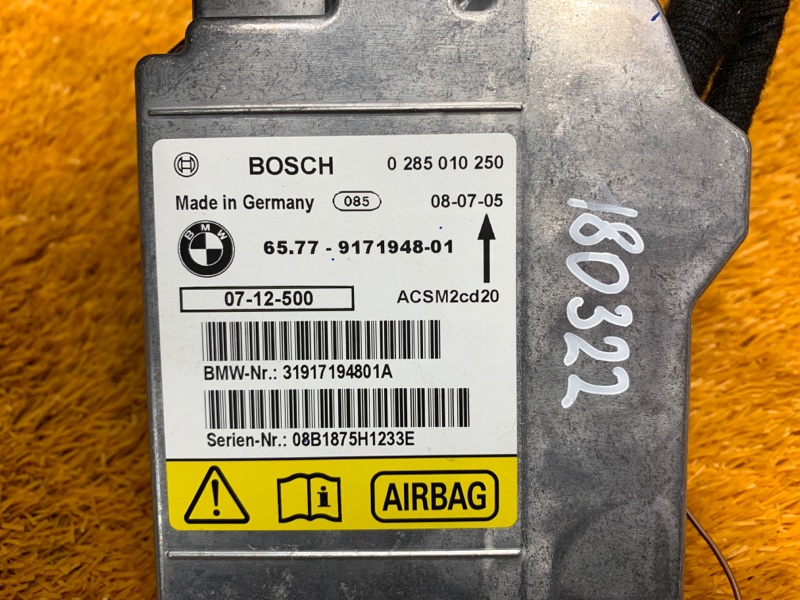 BOSCH 0 285 010 250
Made in Germany 085 08-07-05
BMW 65.77 - 9171948-01
07-12-500 ACSM2cd20
BMW-Nr.: 31917194801A
Serien-Nr.: 08B1875H1233E
i AIRBAG
180322